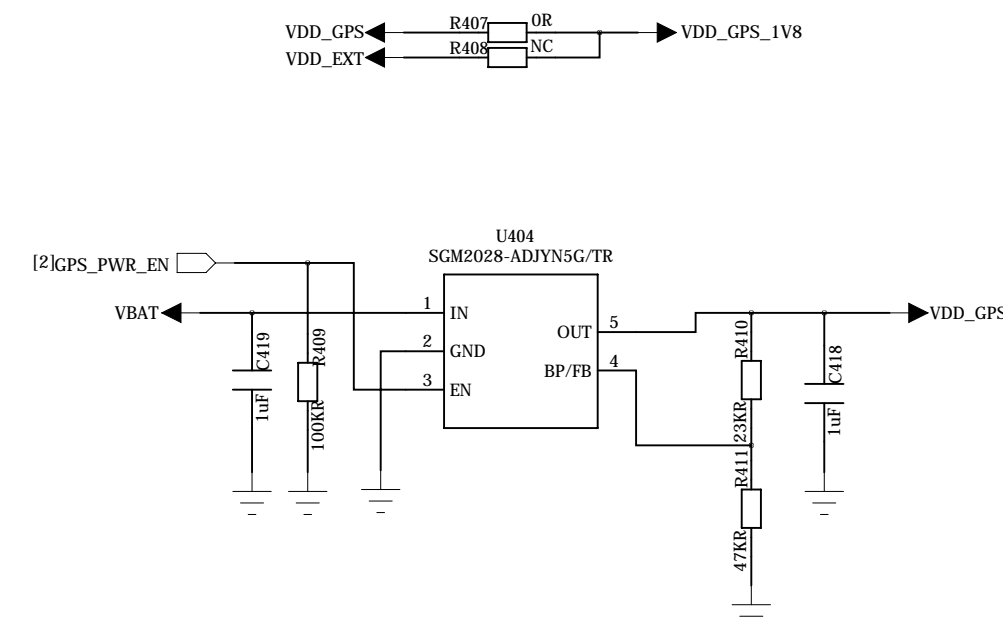 R407
0R
VDD_GPS
VDD_GPS_1V8
R408
NC
VDD_EXT
U404
SGM2028-ADJYN5G/TR
[2]GPS_PWR_EN
VBAT
1
IN
OUT
5
VDD_GPS
2
GND
BP/FB
4
3
EN
C419
1uF
R409
100KR
R410
23KR
C418
1uF
R411
47KR